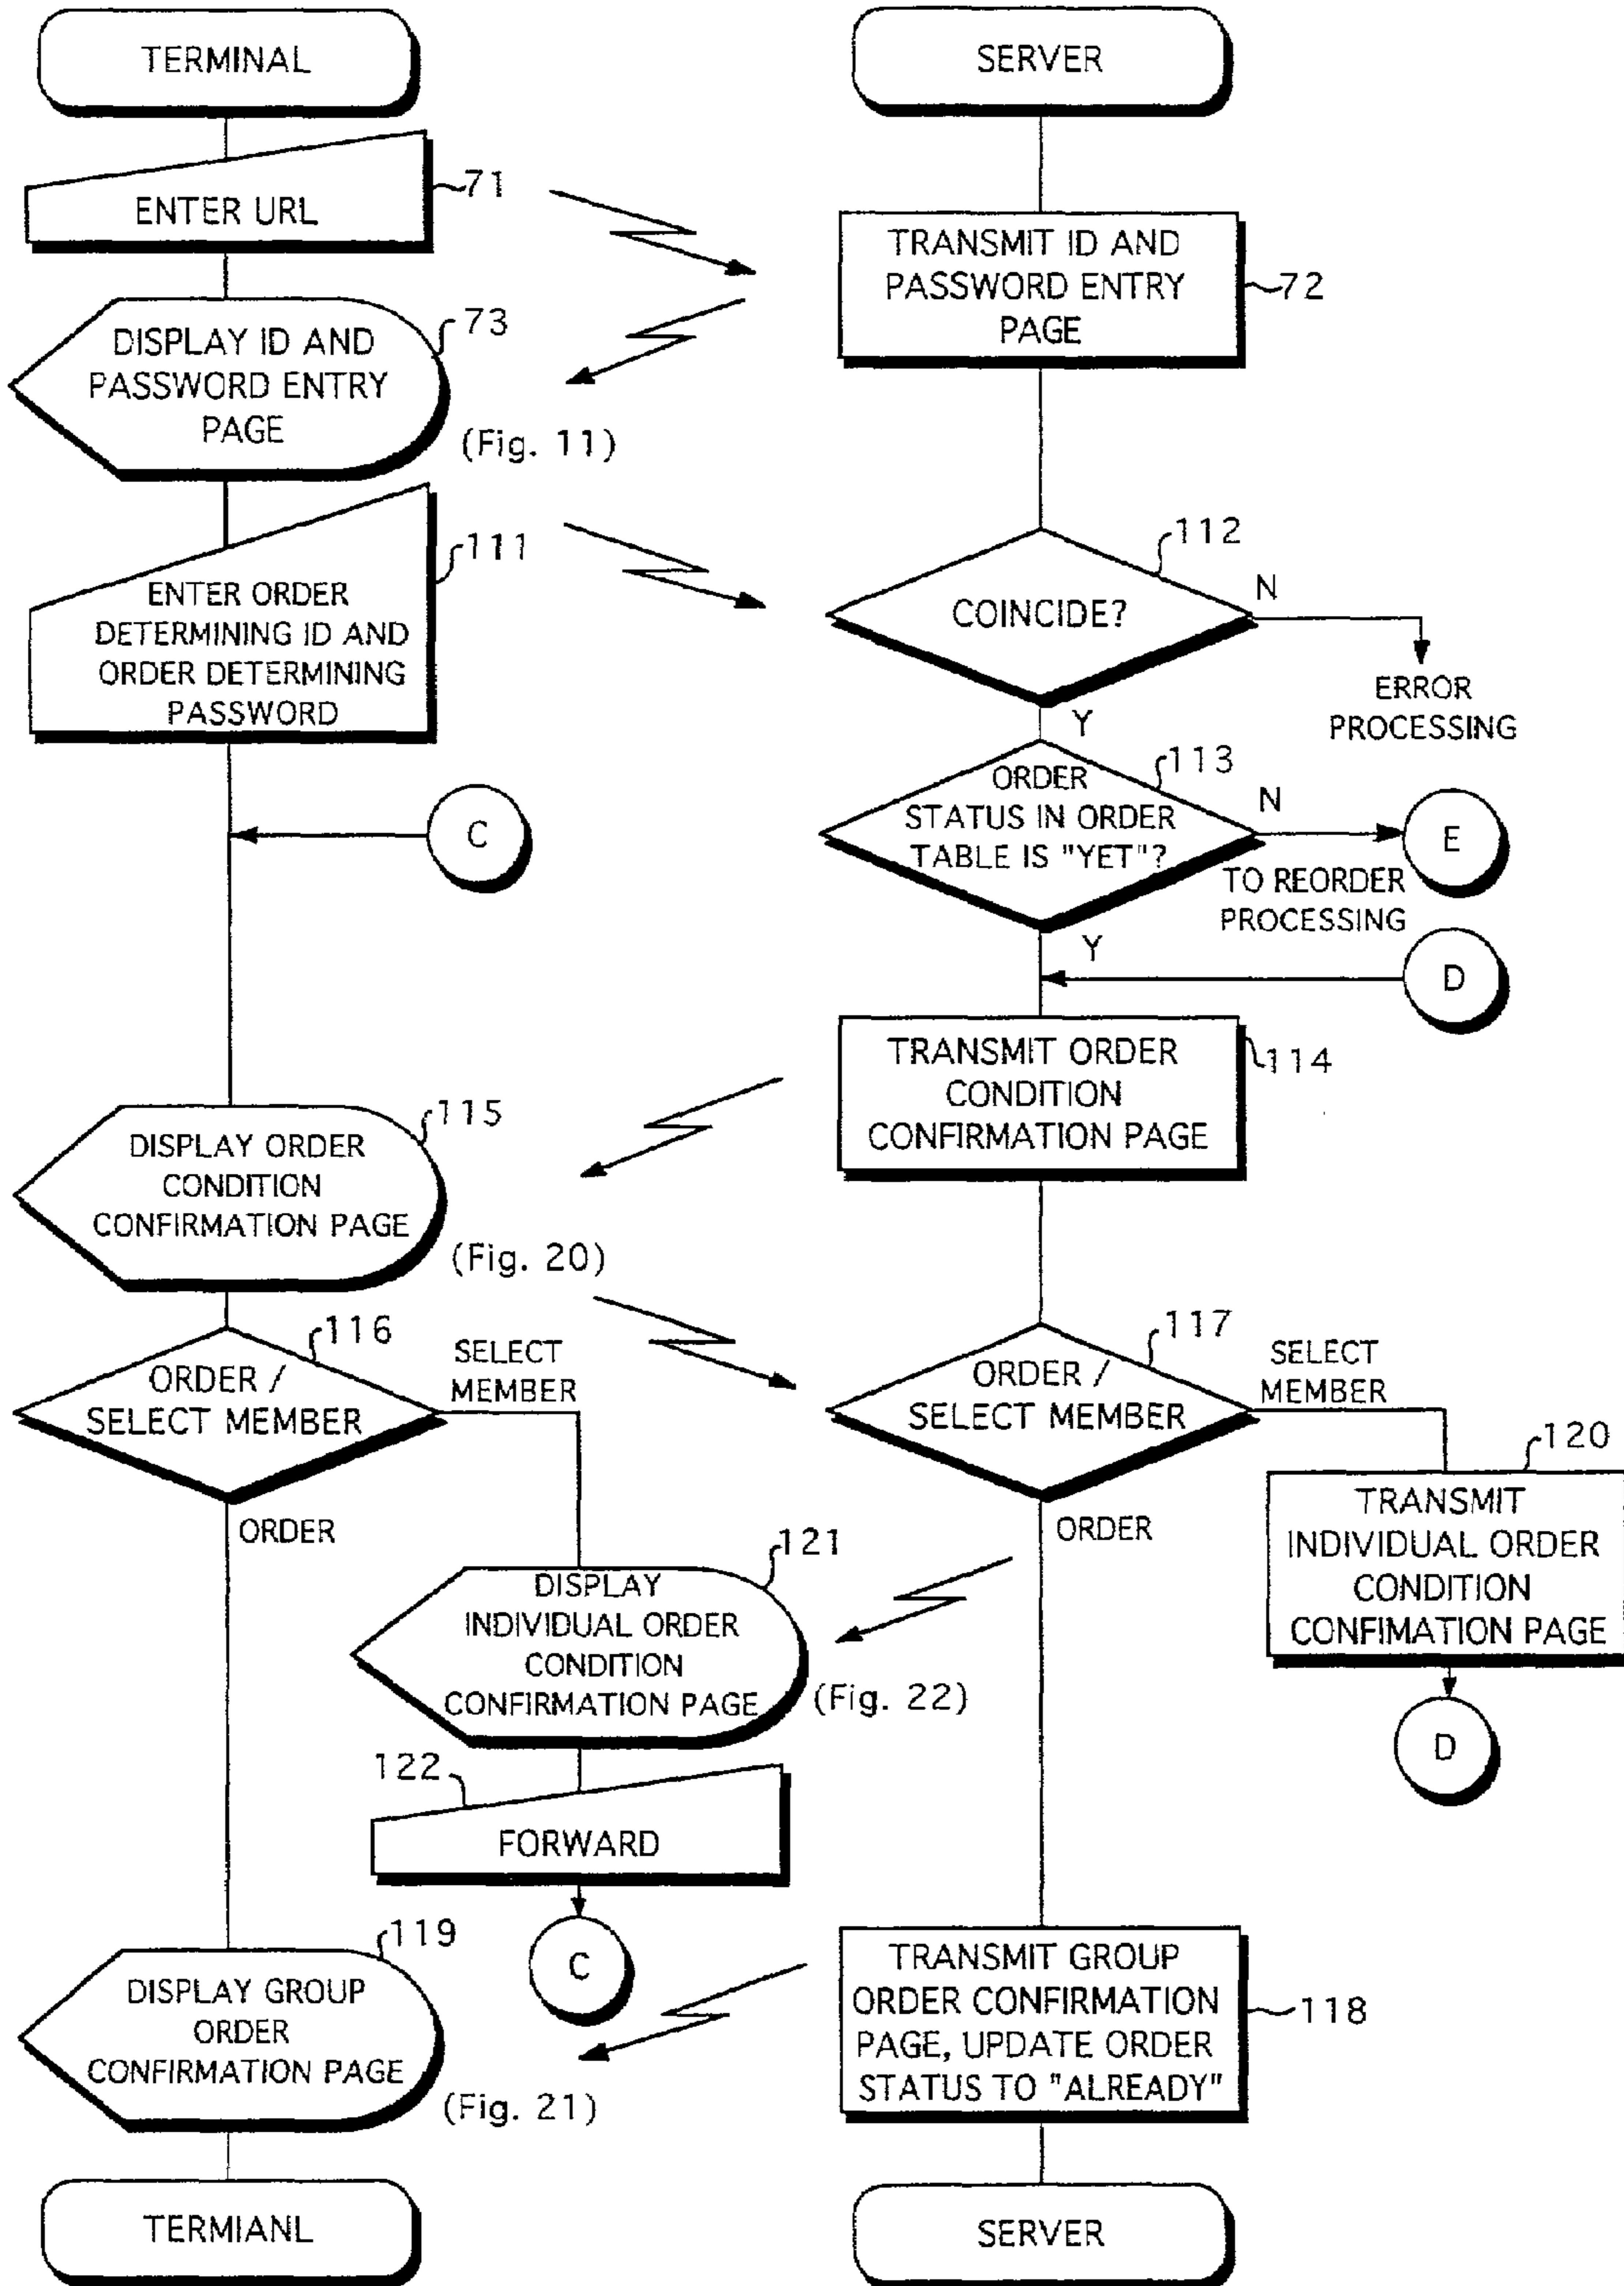 TERMINAL
SERVER
ENTER URL
71
TRANSMIT ID AND
PASSWORD ENTRY
PAGE
72
DISPLAY ID AND
PASSWORD ENTRY
PAGE
73
(Fig. 11)
ENTER ORDER
DETERMINING ID AND
ORDER DETERMINING
PASSWORD
111
COINCIDE?
112
N
ERROR
PROCESSING
Y
ORDER
STATUS IN ORDER
TABLE IS "YET"?
113
N
E
TO REORDER
PROCESSING
Y
C
D
TRANSMIT ORDER
CONDITION
CONFIRMATION PAGE
114
DISPLAY ORDER
CONDITION
CONFIRMATION PAGE
115
(Fig. 20)
ORDER /
SELECT MEMBER
116
SELECT
MEMBER
ORDER
ORDER /
SELECT MEMBER
117
SELECT
MEMBER
ORDER
120
TRANSMIT
INDIVIDUAL ORDER
CONDITION
CONFIMATION PAGE
D
121
DISPLAY
INDIVIDUAL ORDER
CONDITION
CONFIRMATION PAGE
(Fig. 22)
122
FORWARD
C
119
DISPLAY GROUP
ORDER
CONFIRMATION PAGE
(Fig. 21)
TRANSMIT GROUP
ORDER CONFIRMATION
PAGE, UPDATE ORDER
STATUS TO "ALREADY"
118
TERMIANL
SERVER